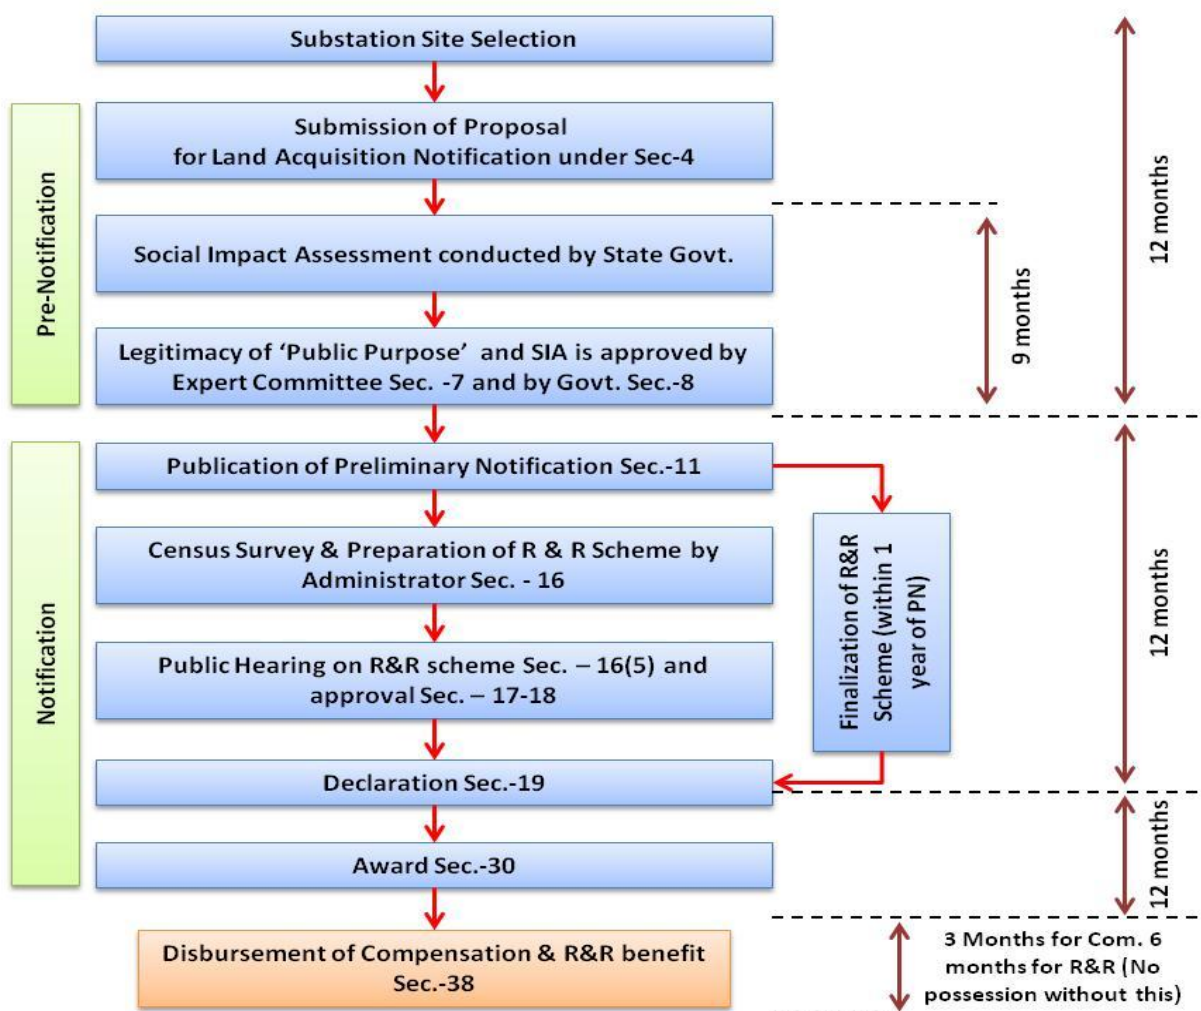 Substation Site Selection
Pre-Notification
Submission of Proposal
for Land Acquisition Notification under Sec-4
Social Impact Assessment conducted by State Govt.
Legitimacy of ‘Public Purpose’ and SIA is approved by
Expert Committee Sec. -7 and by Govt. Sec.-8
9 months
12 months
Notification
Publication of Preliminary Notification Sec.-11
Census Survey & Preparation of R & R Scheme by
Administrator Sec. - 16
Public Hearing on R&R scheme Sec. – 16(5) and
approval Sec. – 17-18
Finalization of R&R
Scheme (within 1
year of PN)
12 months
Declaration Sec.-19
Award Sec.-30
12 months
Disbursement of Compensation & R&R benefit
Sec.-38
3 Months for Com. 6
months for R&R (No
possession without this)